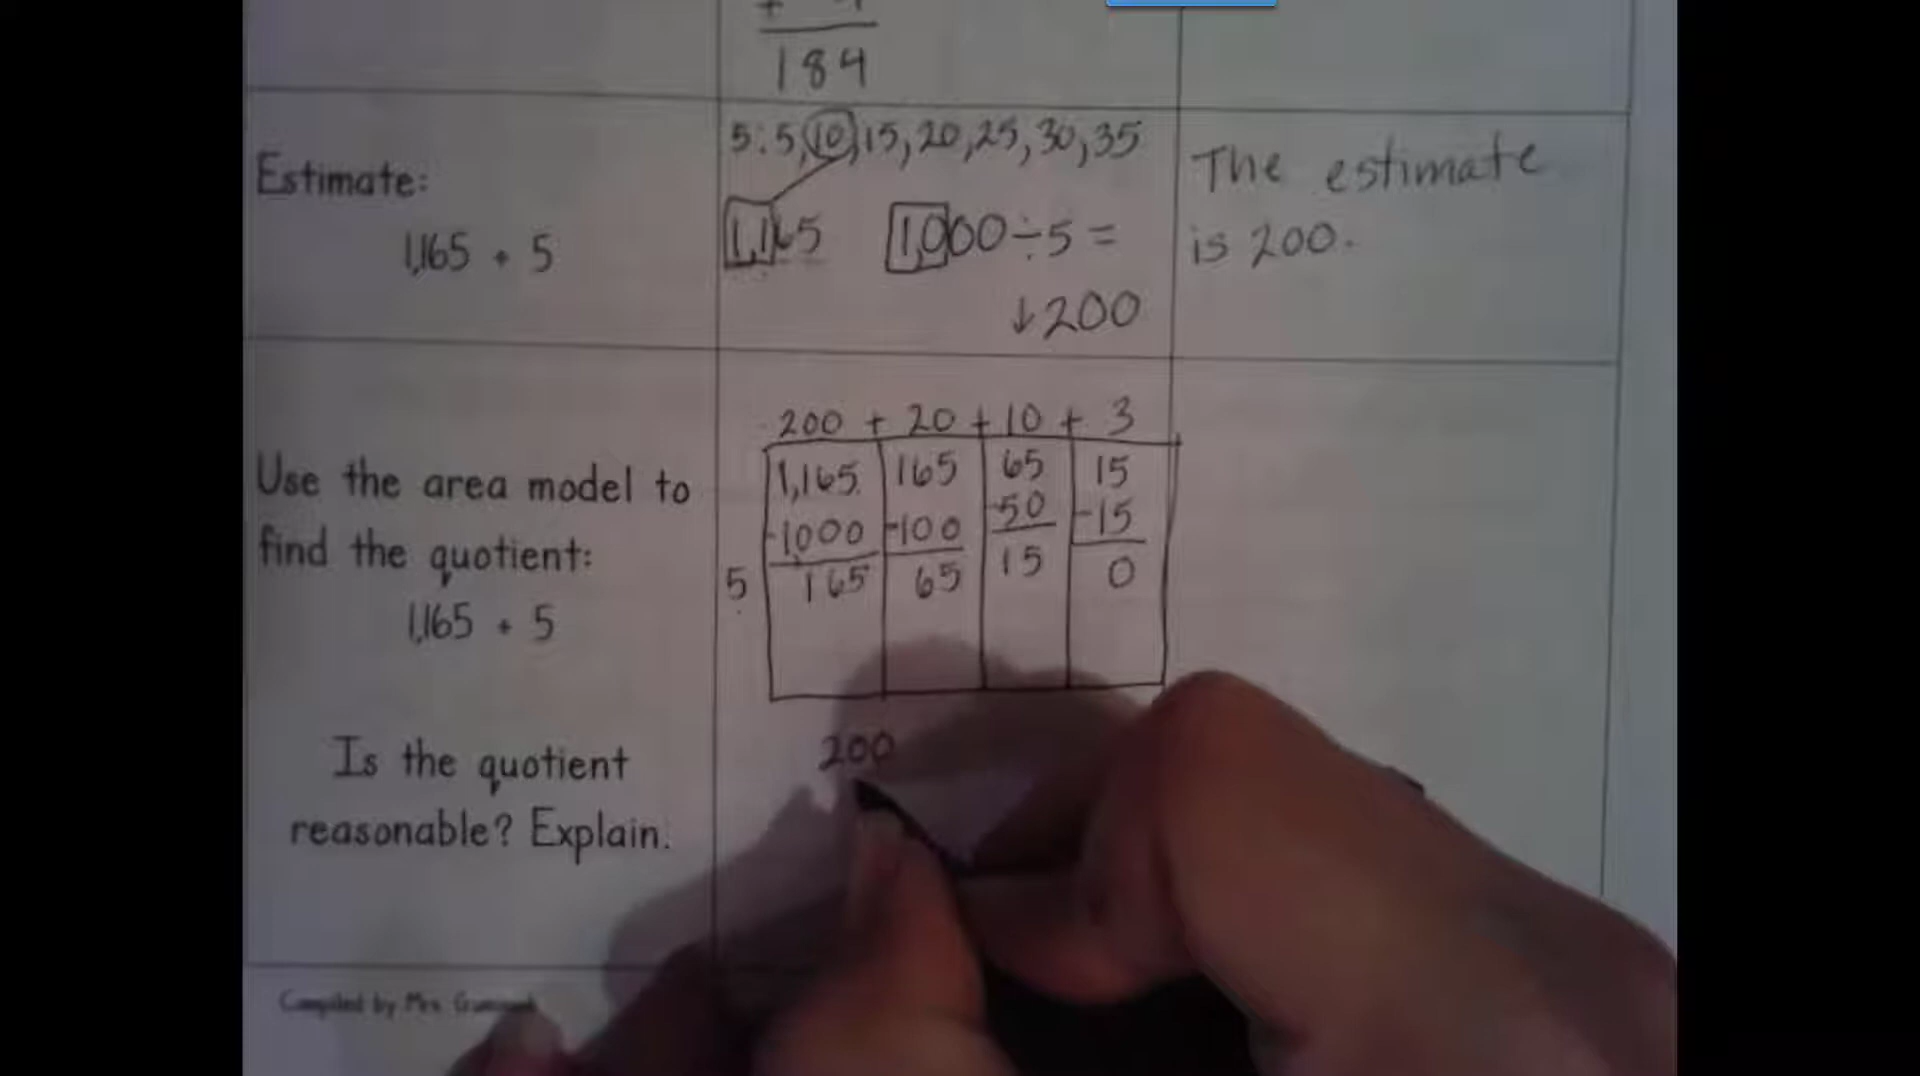 184
Estimate:
1,165 ÷ 5
5:5,10,15,20,25,30,35
1,165 1,000÷5=
↓200
The estimate
is 200.
Use the area model to
find the quotient:
1,165 ÷ 5
200 + 20 + 10 + 3
1,165 165 65 15
-1000 -100 -50 -15
5 165 65 15 0
200
Is the quotient
reasonable? Explain.
Compiled by Mrs.